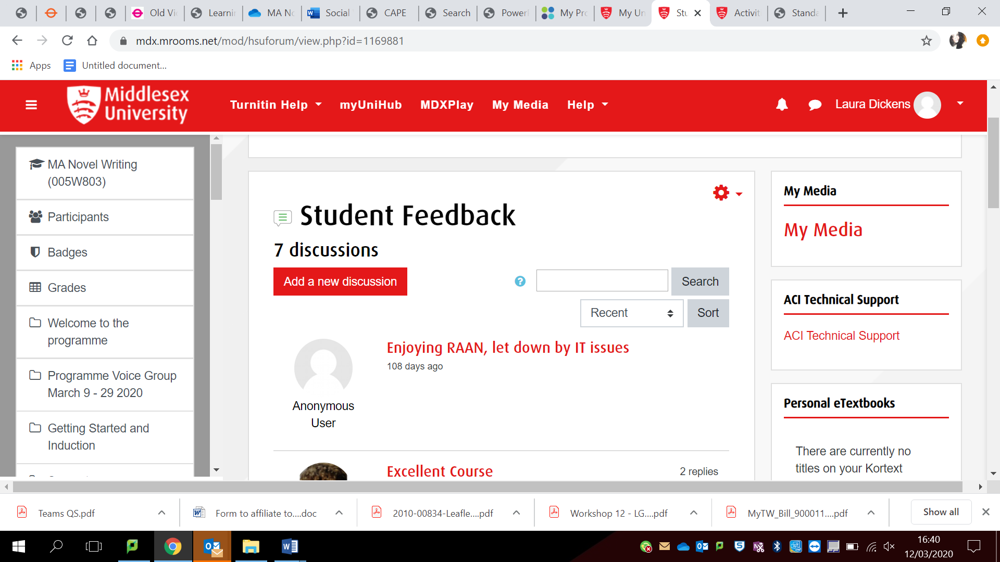 Old Vi
Learnin
MA No
Social
CAPE
Search
Power
My Pro
My Un
Stu
Activit
Standa
mdx.mrooms.net/mod/hsuforum/view.php?id=1169881
Apps
Untitled document...
Middlesex
University
Turnitin Help
myUniHub
MDXPlay
My Media
Help
Laura Dickens
MA Novel Writing
(005W803)
Participants
Badges
Grades
Welcome to the
programme
Programme Voice Group
March 9 - 29 2020
Getting Started and
Induction
Student Feedback
7 discussions
Add a new discussion
Search
Recent
Sort
Enjoying RAAN, let down by IT issues
108 days ago
Anonymous
User
Excellent Course
2 replies
My Media
My Media
ACI Technical Support
ACI Technical Support
Personal eTextbooks
There are currently no
titles on your Kortext
Teams QS.pdf
Form to affiliate to....doc
2010-00834-Leafle....pdf
Workshop 12 - LG....pdf
MyTW_Bill_900011....pdf
Show all
16:40
12/03/2020